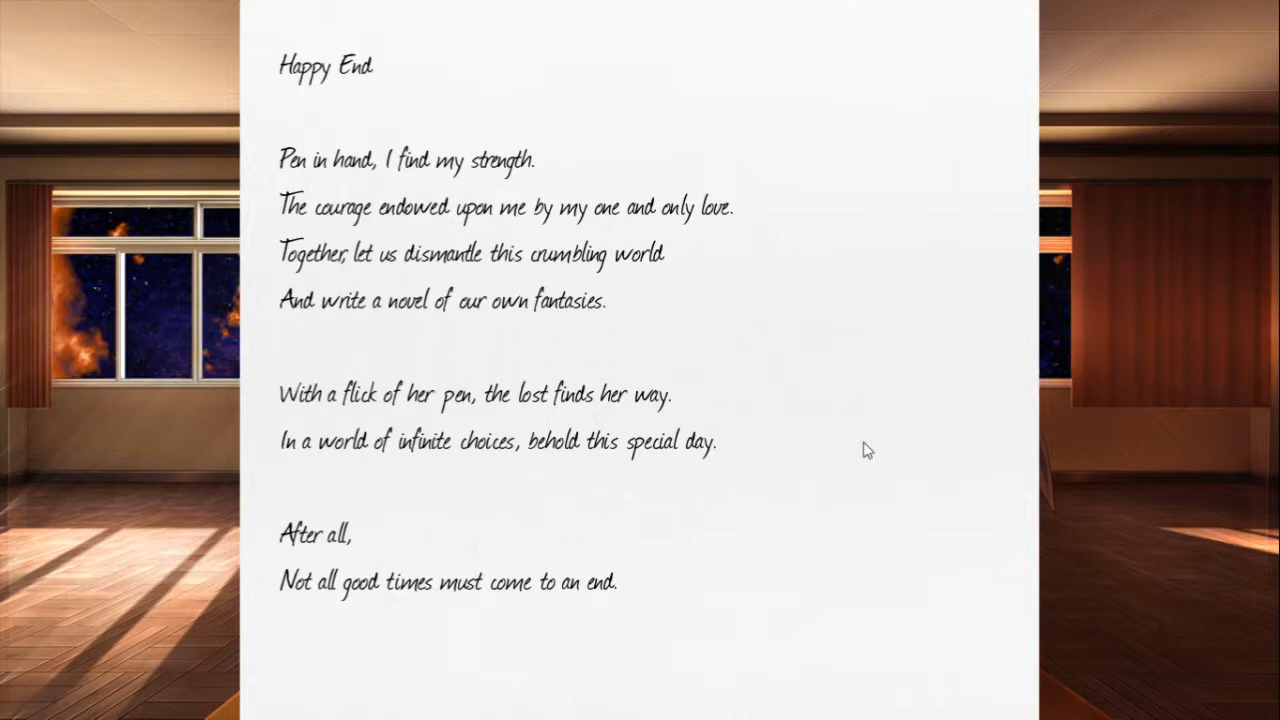 Happy End
Pen in hand, I find my strength.
The courage endowed upon me by my one and only love.
Together, let us dismantle this crumbling world
And write a novel of our own fantasies.
With a flick of her pen, the lost finds her way.
In a world of infinite choices, behold this special day.
After all,
Not all good times must come to an end.